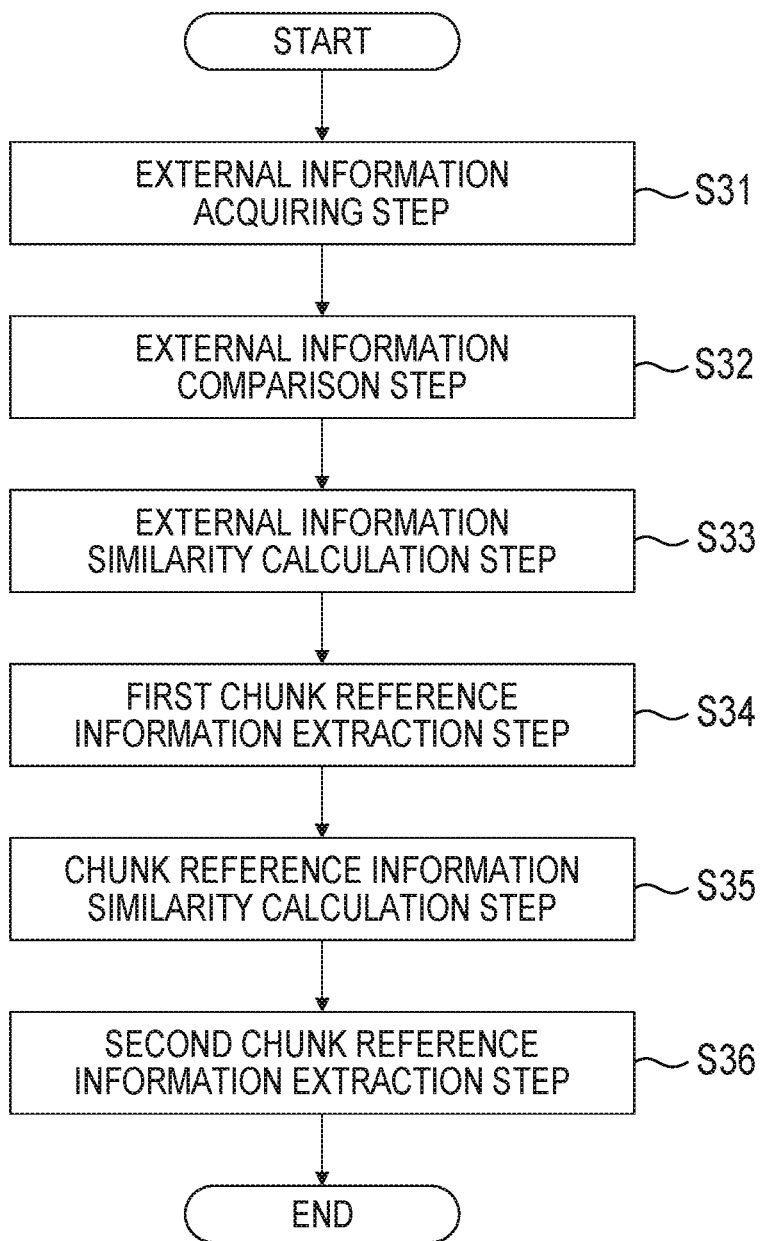 START
EXTERNAL INFORMATION
ACQUIRING STEP
S31
EXTERNAL INFORMATION
COMPARISON STEP
S32
EXTERNAL INFORMATION
SIMILARITY CALCULATION STEP
S33
FIRST CHUNK REFERENCE
INFORMATION EXTRACTION STEP
S34
CHUNK REFERENCE INFORMATION
SIMILARITY CALCULATION STEP
S35
SECOND CHUNK REFERENCE
INFORMATION EXTRACTION STEP
S36
END